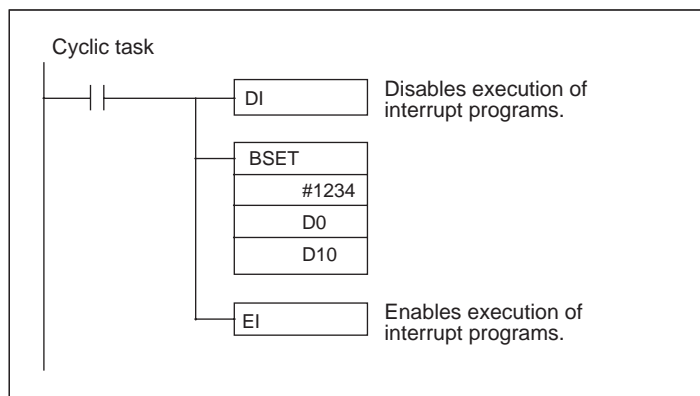 Cyclic task
DI
Disables execution of
interrupt programs.
BSET
#1234
D0
D10
EI
Enables execution of
interrupt programs.